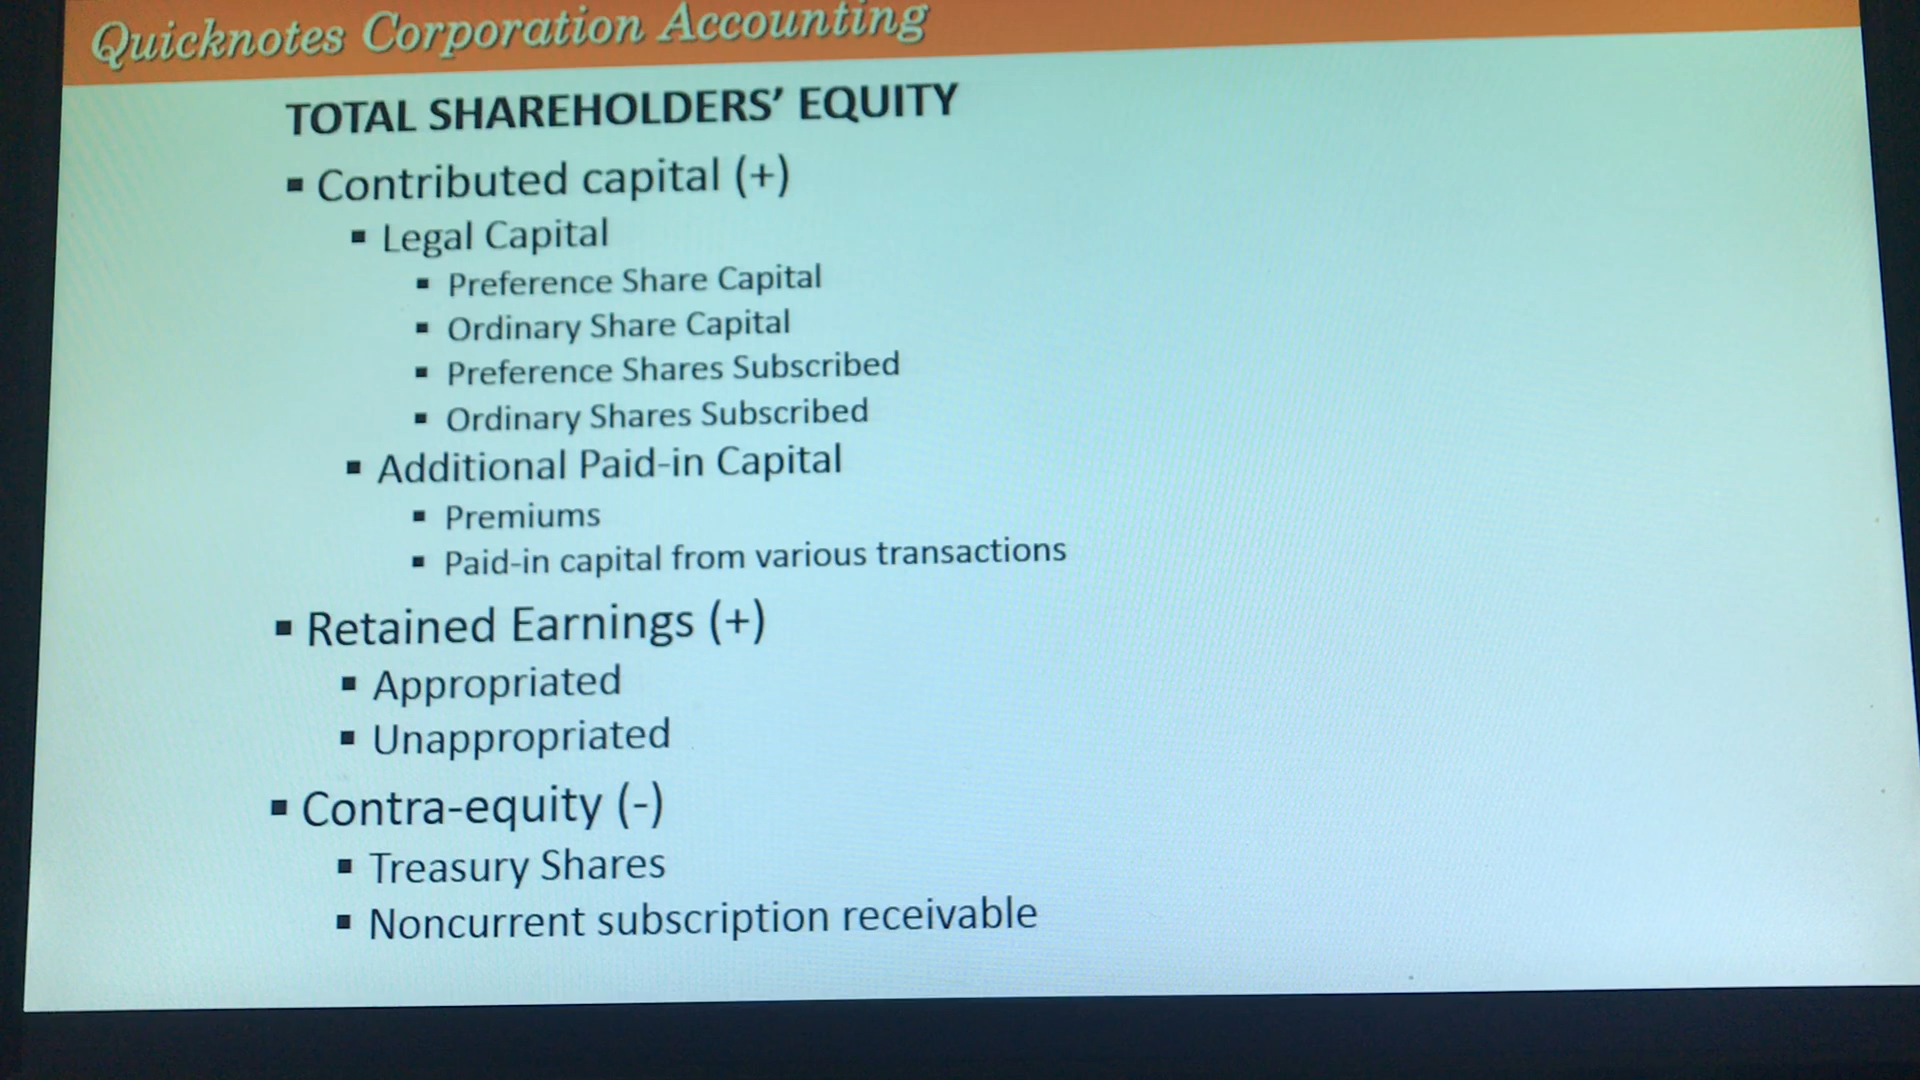 Quicknotes Corporation Accounting
TOTAL SHAREHOLDERS’ EQUITY
▪ Contributed capital (+)
▪ Legal Capital
▪ Preference Share Capital
▪ Ordinary Share Capital
▪ Preference Shares Subscribed
▪ Ordinary Shares Subscribed
▪ Additional Paid-in Capital
▪ Premiums
▪ Paid-in capital from various transactions
▪ Retained Earnings (+)
▪ Appropriated
▪ Unappropriated
▪ Contra-equity (-)
▪ Treasury Shares
▪ Noncurrent subscription receivable